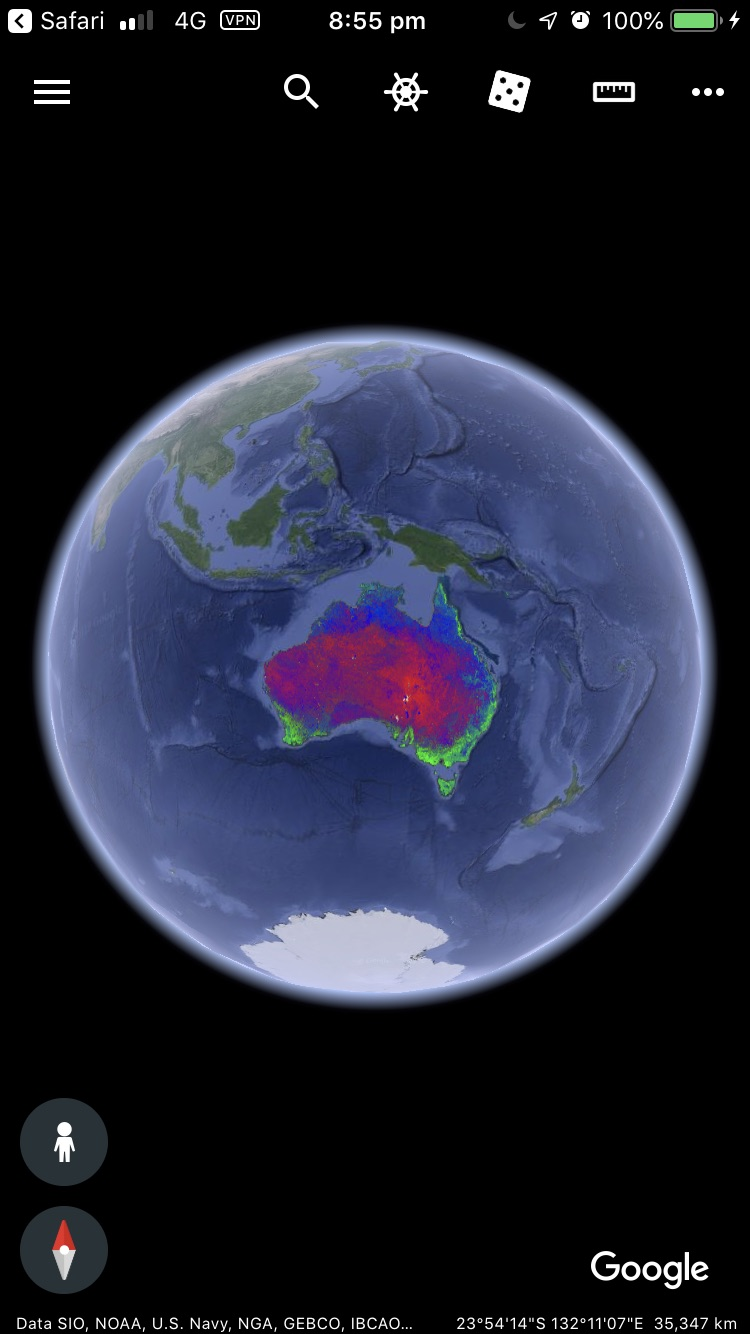 Safari 4G VPN 8:55 pm 100%
Google
Data SIO, NOAA, U.S. Navy, NGA, GEBCO, IBCAO... 23°54'14"S 132°11'07"E 35,347 km